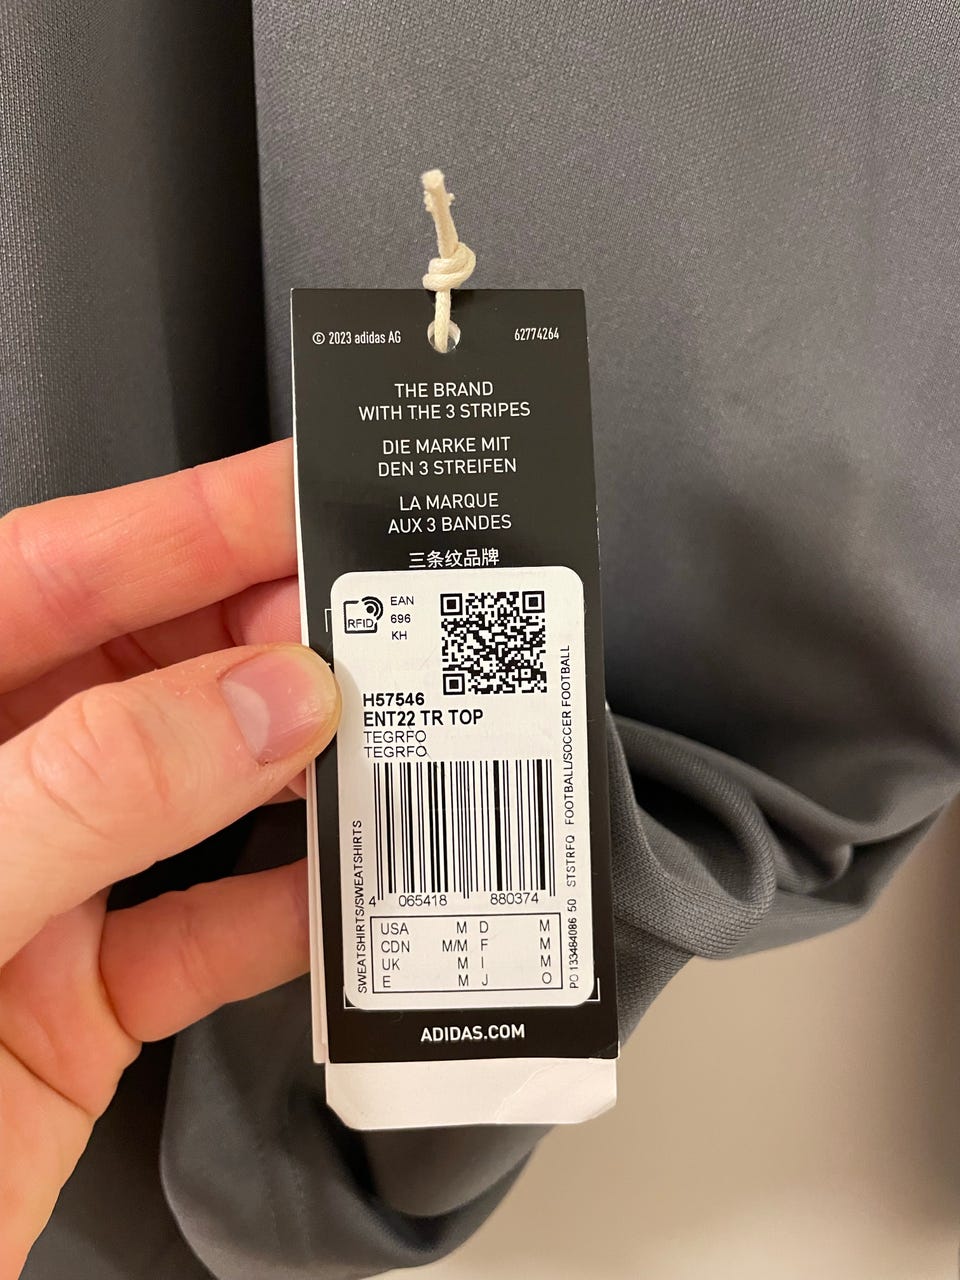 © 2023 adidas AG
62774264
THE BRAND
WITH THE 3 STRIPES
DIE MARKE MIT
DEN 3 STREIFEN
LA MARQUE
AUX 3 BANDES
三条纹品牌
RFID
EAN
696
KH
H57546
ENT22 TR TOP
TEGRFO
TEGRFO
SWEATSHIRTS/SWEATSHIRTS
PO 133484086 50 STSTRFQ FOOTBALL/SOCCER FOOTBALL
4 065418 880374
USA M D M
CDN M/M F M
UK M I M
E M J O
ADIDAS.COM